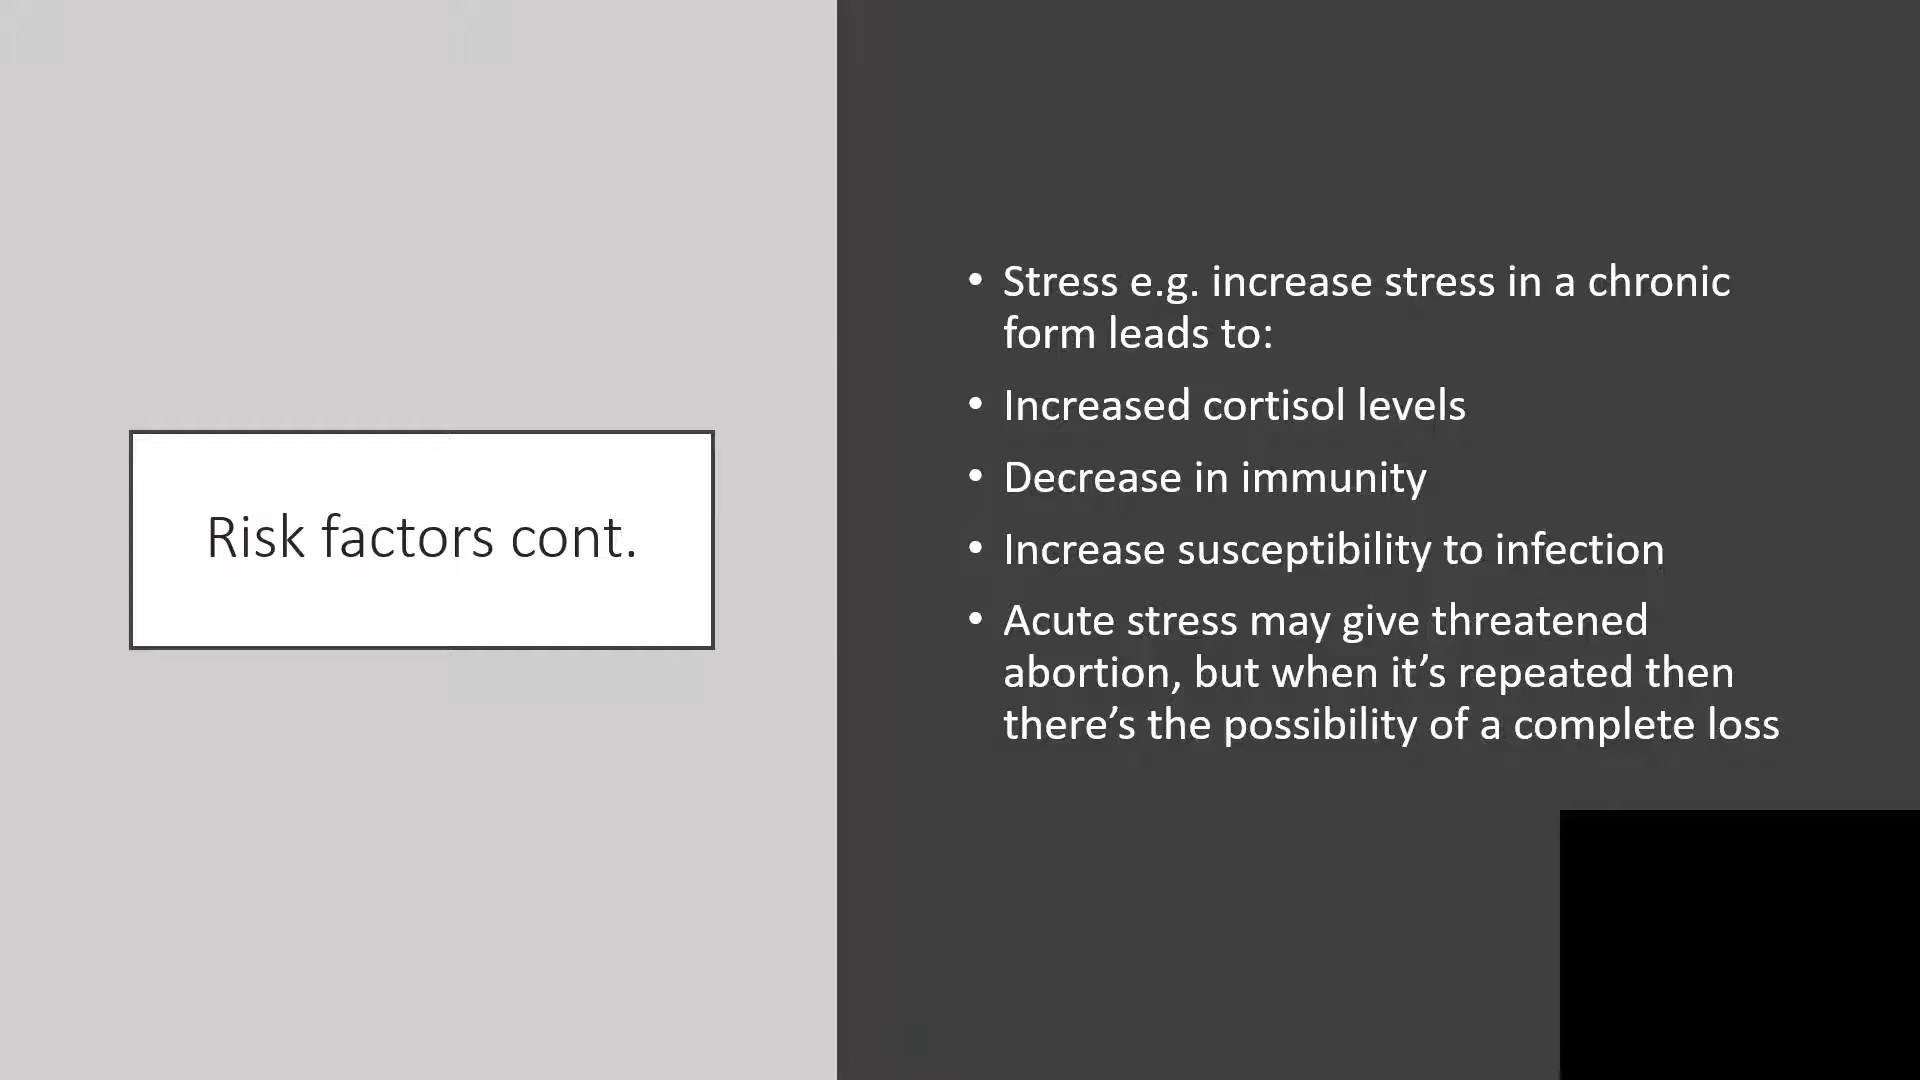 Risk factors cont.
• Stress e.g. increase stress in a chronic
form leads to:
• Increased cortisol levels
• Decrease in immunity
• Increase susceptibility to infection
• Acute stress may give threatened
abortion, but when it’s repeated then
there’s the possibility of a complete loss